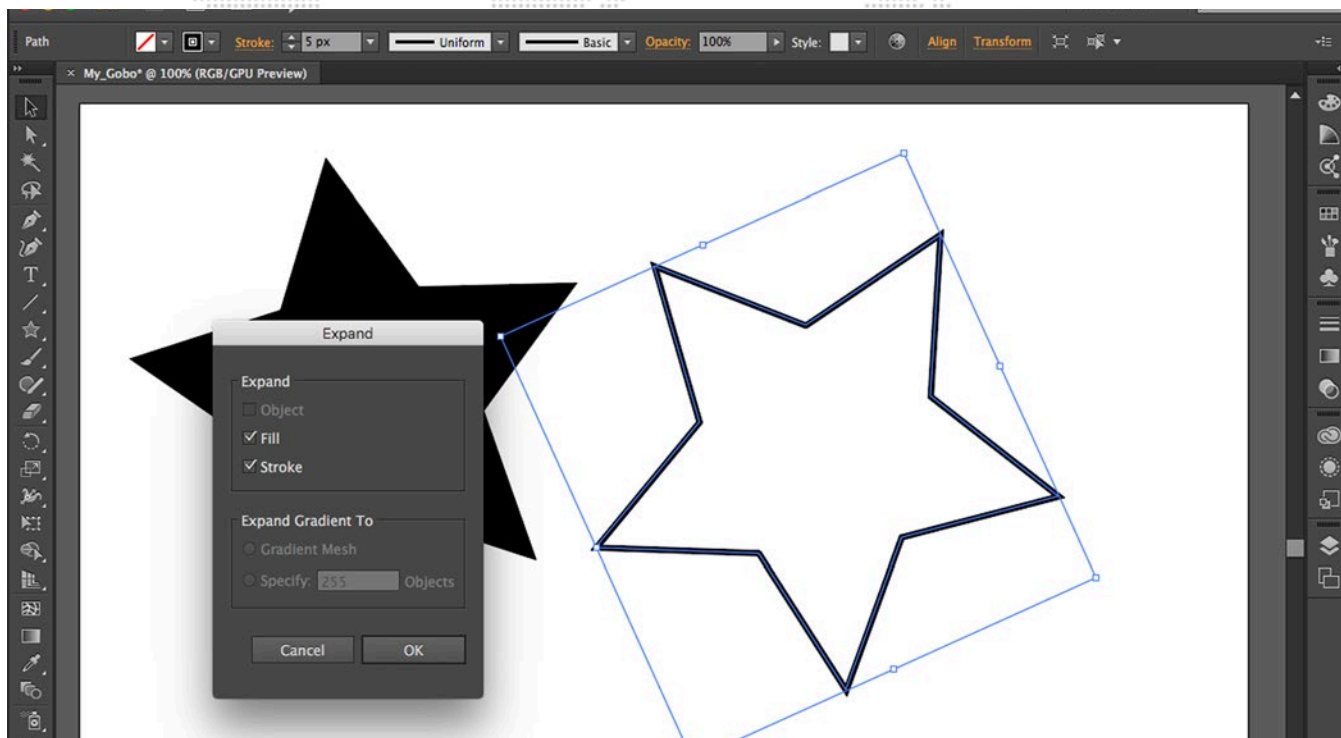 Path Stroke: 5 px Uniform Basic Opacity: 100% Style: Align Transform
× My_Gobo* @ 100% (RGB/GPU Preview)
T
Expand
Expand
Object
Fill
Stroke
Expand Gradient To
Gradient Mesh
Specify: 255 Objects
Cancel OK